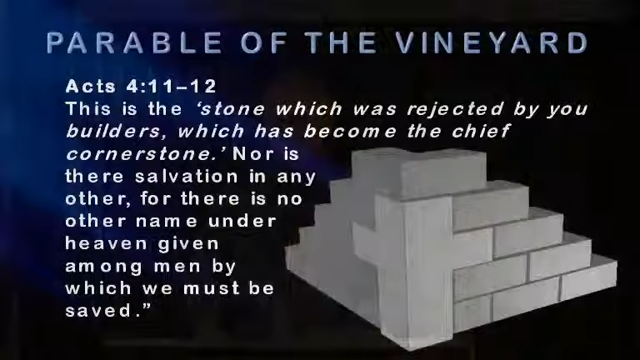 PARABLE OF THE VINEYARD
Acts 4:11–12
This is the ‘stone which was rejected by you
builders, which has become the chief
cornerstone.’ Nor is
there salvation in any
other, for there is no
other name under
heaven given
among men by
which we must be
saved.”